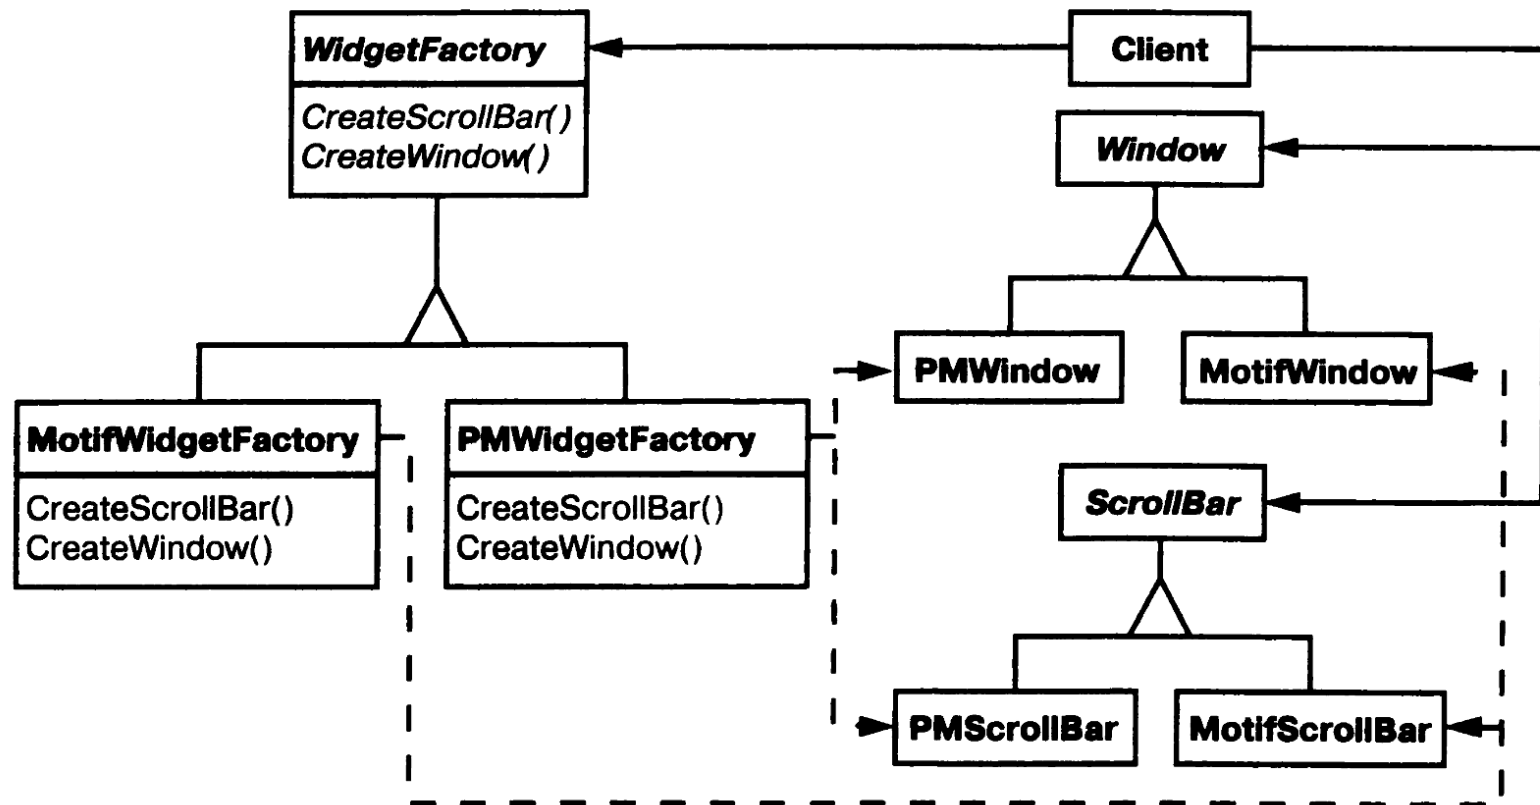 WidgetFactory
CreateScrollBar()
CreateWindow()
Client
Window
PMWindow
MotifWindow
MotifWidgetFactory
CreateScrollBar()
CreateWindow()
PMWidgetFactory
CreateScrollBar()
CreateWindow()
ScrollBar
PMScrollBar
MotifScrollBar